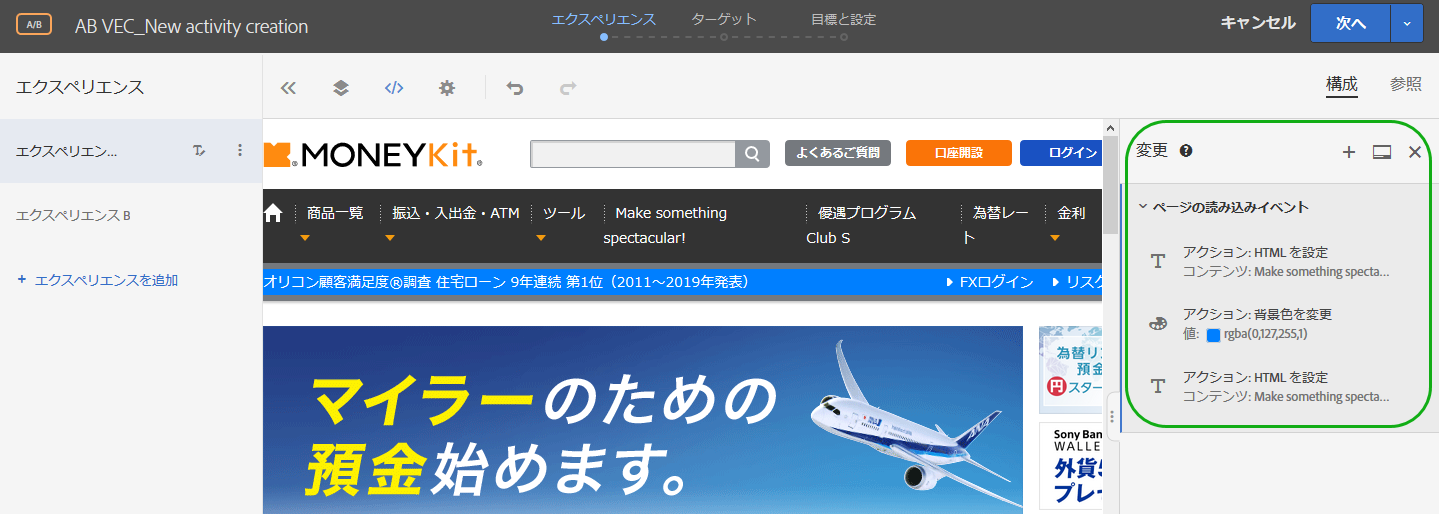 A/B
AB VEC_New activity creation
エクスペリエンス
ターゲット
目標と設定
キャンセル
次へ
エクスペリエンス
構成
参照
エクスペリエン...
エクスペリエンス B
+ エクスペリエンスを追加
MONEYKit
よくあるご質問
口座開設
ログイン
商品一覧
振込・入出金・ATM
ツール
Make something
spectacular!
優遇プログラム
Club S
為替レー
ト
金利
オリコン顧客満足度®調査 住宅ローン 9年連続 第1位（2011〜2019年発表）
FXログイン
リスク
マイラーのための
預金始めます。
ANA
為替リン
預金
円スター
Sony Ban
WALLE
外貨
プレー
変更
ページの読み込みイベント
アクション: HTML を設定
コンテンツ: Make something specta...
アクション: 背景色を変更
値: rgba(0,127,255,1)
アクション: HTML を設定
コンテンツ: Make something specta...